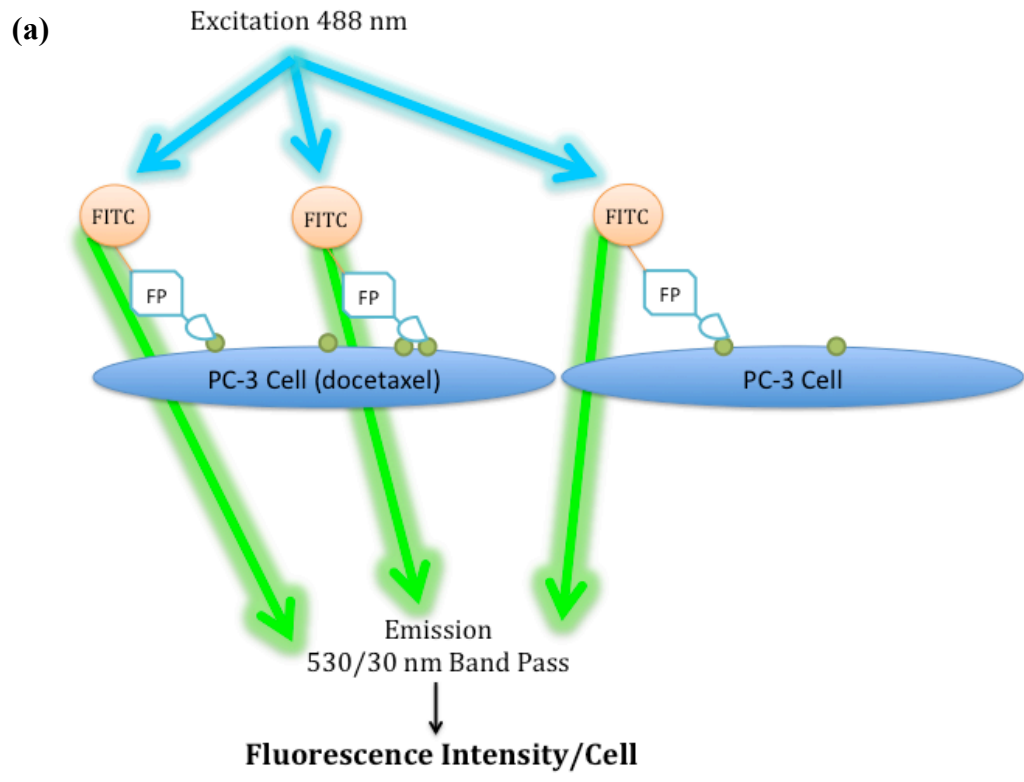 (a)
Excitation 488 nm
FITC
FITC
FITC
FP
FP
FP
PC-3 Cell (docetaxel)
PC-3 Cell
Emission
530/30 nm Band Pass
Fluorescence Intensity/Cell